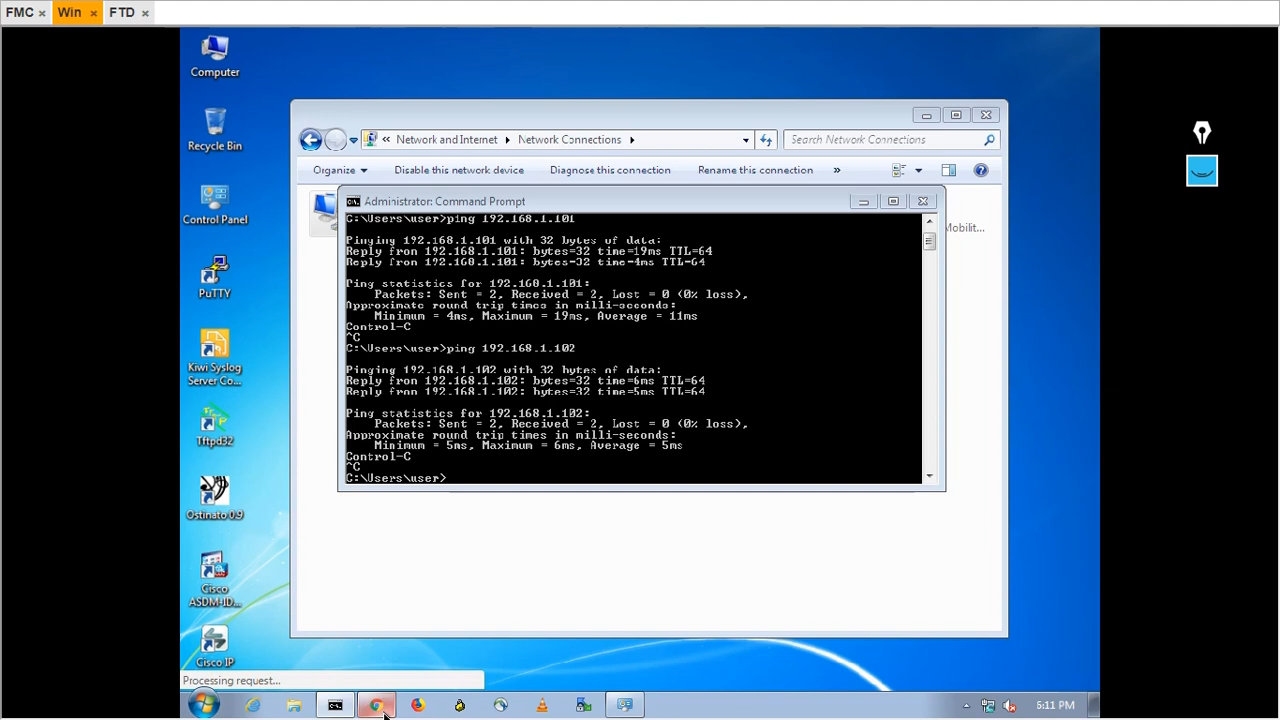 FMC × Win × FTD ×
Computer
Recycle Bin
Control Panel
PuTTY
Kiwi Syslog
Server Co...
Tftpd32
Ostinato 0.9
Cisco
ASDM-ID...
Cisco IP
« Network and Internet Network Connections Search Network Connections
Organize Disable this network device Diagnose this connection Rename this connection »
Mobilit...
Administrator: Command Prompt
C:\Users\user>ping 192.168.1.101
Pinging 192.168.1.101 with 32 bytes of data:
Reply from 192.168.1.101: bytes=32 time=19ms TTL=64
Reply from 192.168.1.101: bytes=32 time=4ms TTL=64
Ping statistics for 192.168.1.101:
Packets: Sent = 2, Received = 2, Lost = 0 (0% loss),
Approximate round trip times in milli-seconds:
Minimum = 4ms, Maximum = 19ms, Average = 11ms
Control-C
^C
C:\Users\user>ping 192.168.1.102
Pinging 192.168.1.102 with 32 bytes of data:
Reply from 192.168.1.102: bytes=32 time=6ms TTL=64
Reply from 192.168.1.102: bytes=32 time=5ms TTL=64
Ping statistics for 192.168.1.102:
Packets: Sent = 2, Received = 2, Lost = 0 (0% loss),
Approximate round trip times in milli-seconds:
Minimum = 5ms, Maximum = 6ms, Average = 5ms
Control-C
^C
C:\Users\user>
Processing request...
5:11 PM